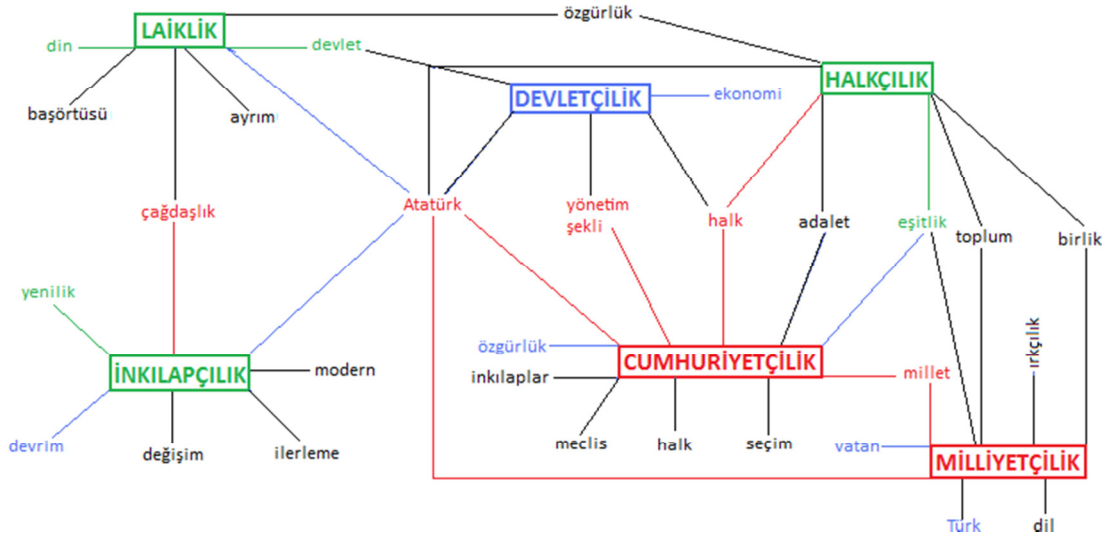 özgürlük
LAİKLİK
din
devlet
HALKÇILIK
DEVLETÇİLİK
ekonomi
başörtüsü
ayrım
çağdaşlık
Atatürk
yönetim
şekli
halk
adalet
eşitlik
toplum
birlik
yenilik
ırkçılık
özgürlük
CUMHURİYETÇİLİK
İNKILAPÇILIK
modern
inkılaplar
millet
devrim
değişim
ilerleme
meclis
halk
seçim
vatan
MİLLİYETÇİLİK
Türk
dil